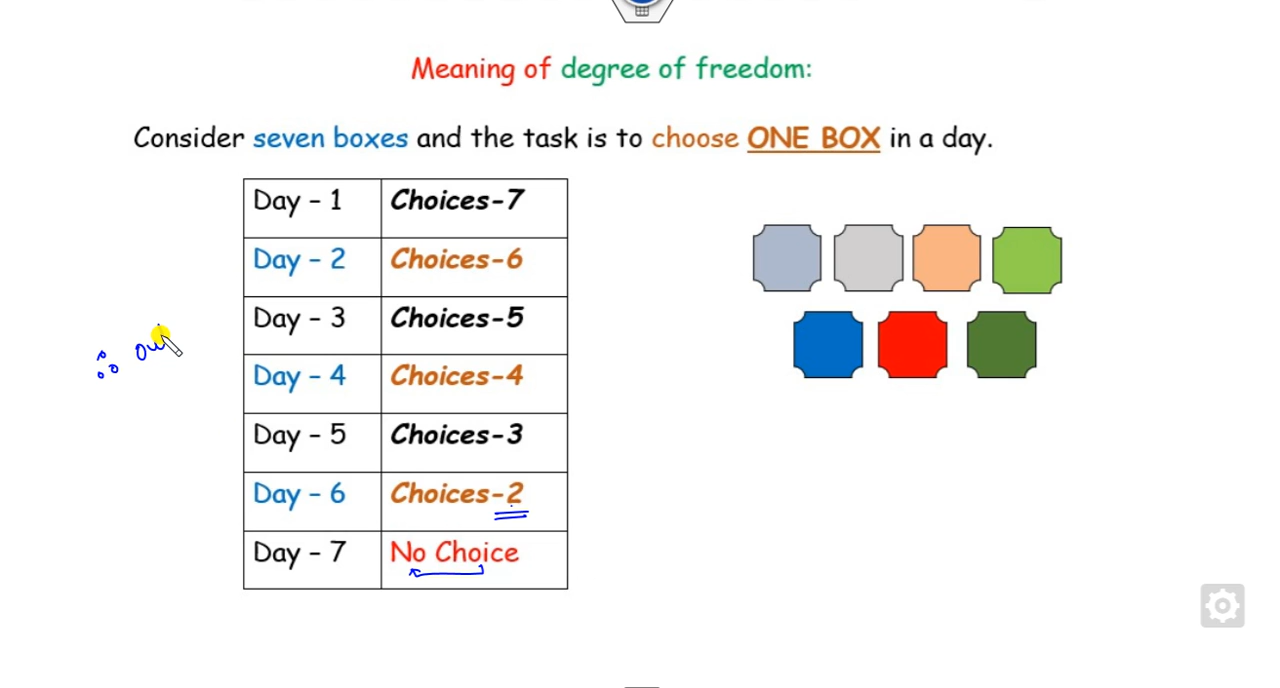 Meaning of degree of freedom:
Consider seven boxes and the task is to choose ONE BOX in a day.
Day - 1 Choices-7
Day - 2 Choices-6
Day - 3 Choices-5
∴ ou
Day - 4 Choices-4
Day - 5 Choices-3
Day - 6 Choices-2
Day - 7 No Choice